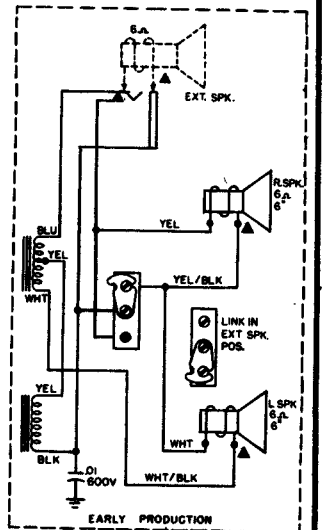 6Ω
EXT. SPK.
R.SPK.
6Ω
6"
BLU
YEL
YEL
WHT
YEL/BLK
LINK IN
EXT SPK.
POS.
YEL
L SPK
6Ω
6"
WHT
BLK
WHT/BLK
.01
600V
EARLY PRODUCTION